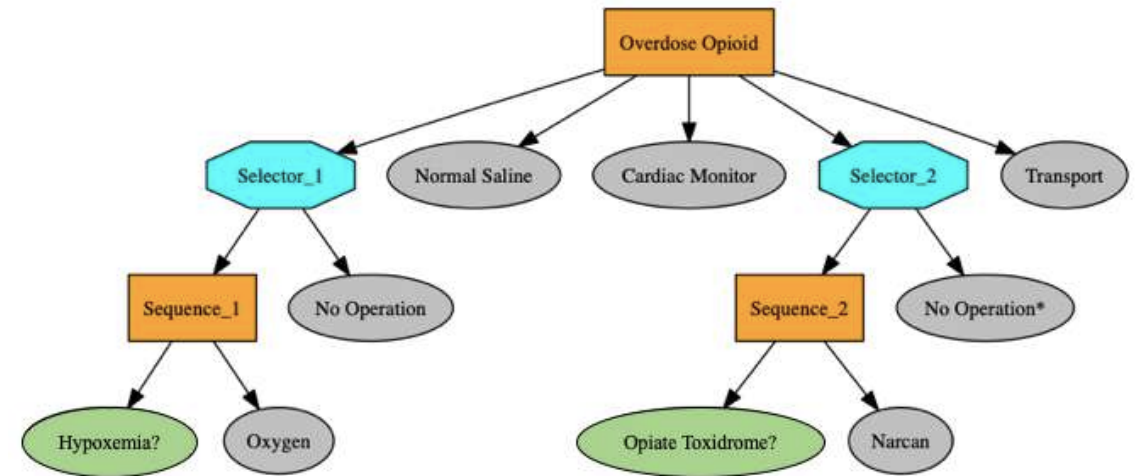 Overdose Opioid
Selector_1
Normal Saline
Cardiac Monitor
Selector_2
Transport
Sequence_1
No Operation
Sequence_2
No Operation*
Hypoxemia?
Oxygen
Opiate Toxidrome?
Narcan